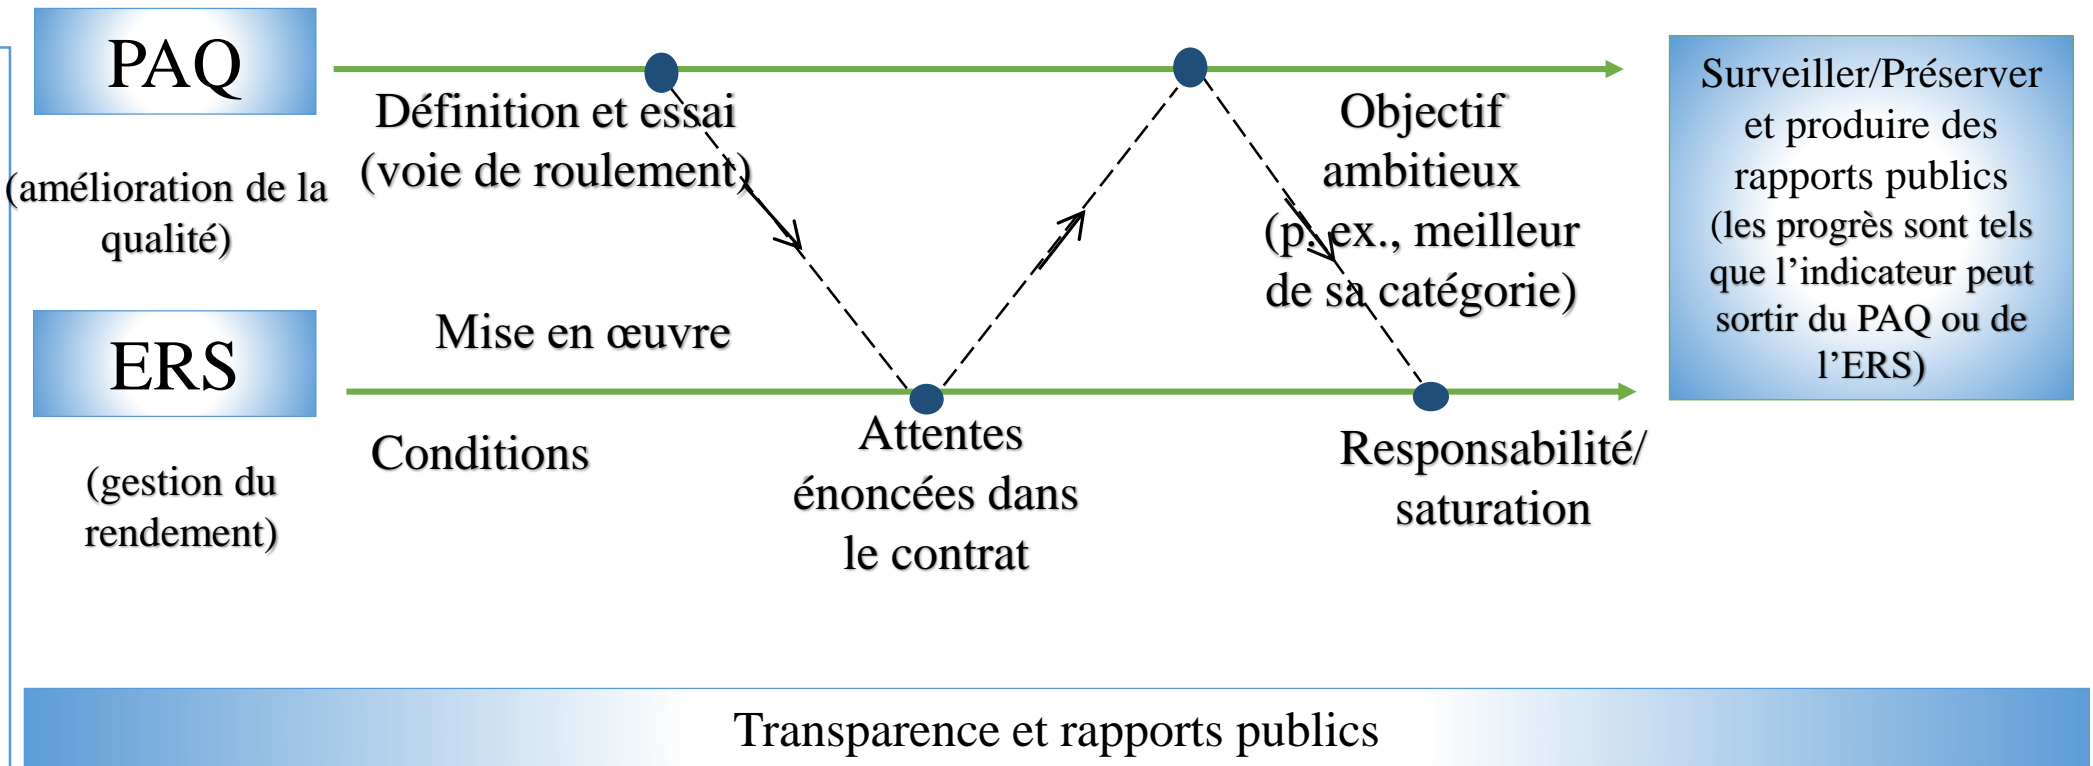 PAQ
(amélioration de la
qualité)
Définition et essai
(voie de roulement)
Objectif
ambitieux
(p. ex., meilleur
de sa catégorie)
Surveiller/Préserver
et produire des
rapports publics
(les progrès sont tels
que l’indicateur peut
sortir du PAQ ou de
l’ERS)
Mise en œuvre
ERS
(gestion du
rendement)
Conditions
Attentes
énoncées dans
le contrat
Responsabilité/
saturation
Transparence et rapports publics